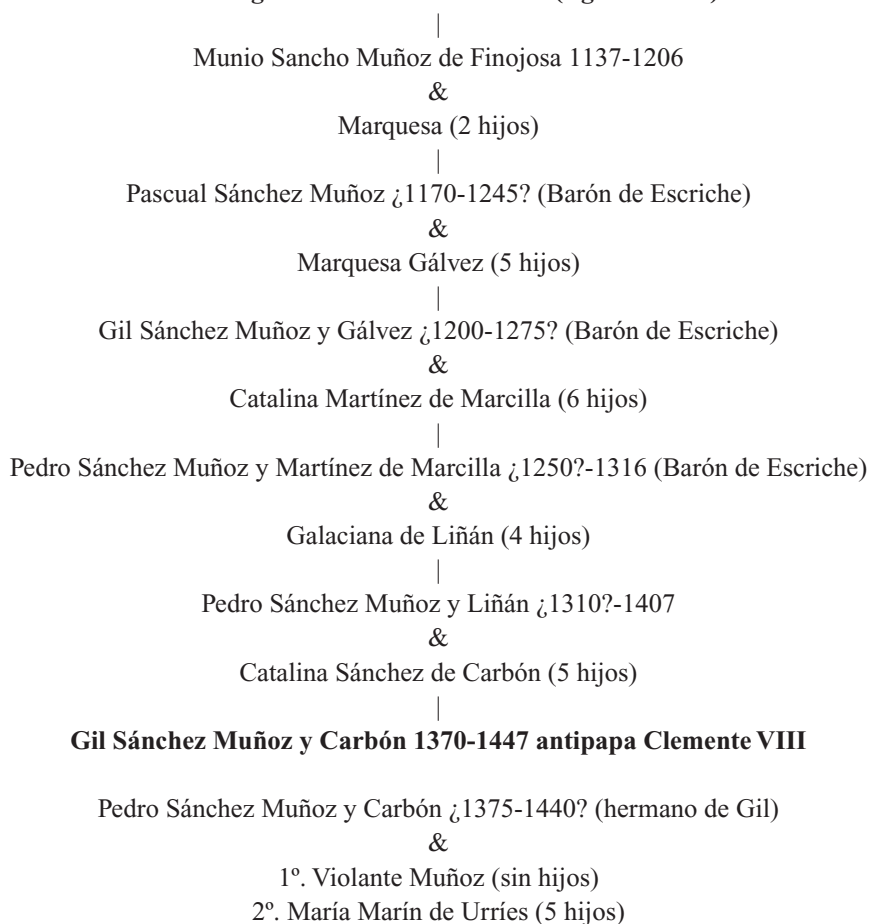 |
Munio Sancho Muñoz de Finojosa 1137-1206
&
Marquesa (2 hijos)
|
Pascual Sánchez Muñoz ¿1170-1245? (Barón de Escriche)
&
Marquesa Gálvez (5 hijos)
|
Gil Sánchez Muñoz y Gálvez ¿1200-1275? (Barón de Escriche)
&
Catalina Martínez de Marcilla (6 hijos)
|
Pedro Sánchez Muñoz y Martínez de Marcilla ¿1250?-1316 (Barón de Escriche)
&
Galaciana de Liñán (4 hijos)
|
Pedro Sánchez Muñoz y Liñán ¿1310?-1407
&
Catalina Sánchez de Carbón (5 hijos)
|
Gil Sánchez Muñoz y Carbón 1370-1447 antipapa Clemente VIII
Pedro Sánchez Muñoz y Carbón ¿1375-1440? (hermano de Gil)
&
1º. Violante Muñoz (sin hijos)
2º. María Marín de Urríes (5 hijos)